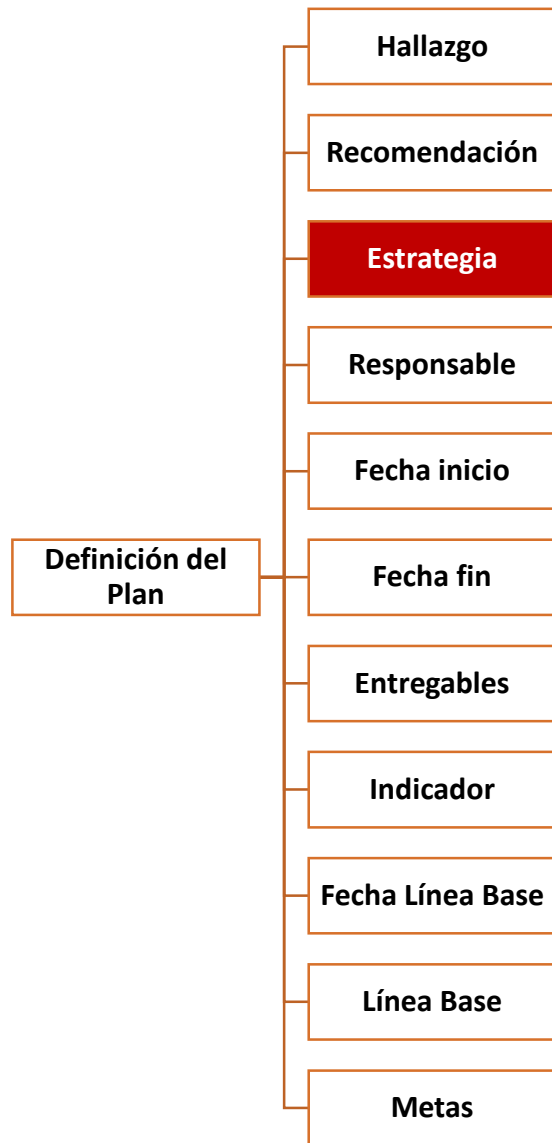 Hallazgo
Recomendación
Estrategia
Responsable
Fecha inicio
Definición del
Plan
Fecha fin
Entregables
Indicador
Fecha Línea Base
Línea Base
Metas